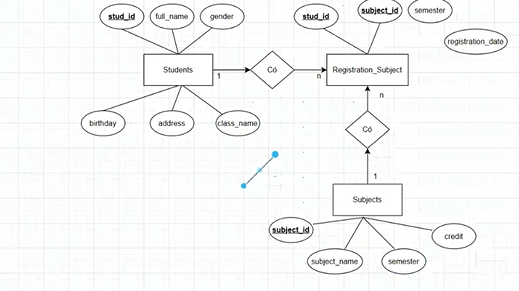 stud_id
full_name
gender
stud_id
subject_id
semester
registration_date
Students
1
Có
n
Registration_Subject
n
birthday
address
class_name
Có
1
Subjects
subject_id
credit
subject_name
semester